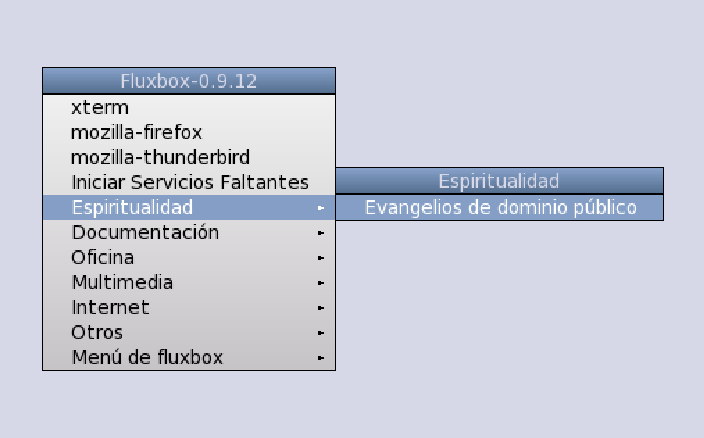 Fluxbox-0.9.12
xterm
mozilla-firefox
mozilla-thunderbird
Iniciar Servicios Faltantes
Espiritualidad
Documentación
Oficina
Multimedia
Internet
Otros
Menú de fluxbox
Espiritualidad
Evangelios de dominio público